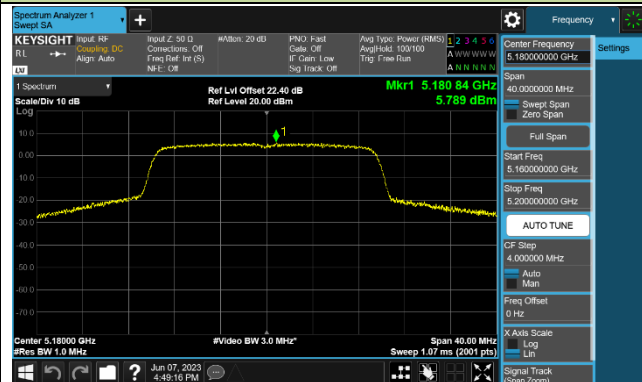 Spectrum Analyzer 1
Swept SA
Frequency
KEYSIGHT
RL
Input: RF
Coupling: DC
Align: Auto
Input Z: 50 Ω
Corrections: Off
Freq Ref: Int (S)
NFE: Off
#Atten: 20 dB
PNO: Fast
Gate: Off
IF Gain: Low
Sig Track: Off
Avg Type: Power (RMS)
Avg|Hold: 100/100
Trig: Free Run
1 2 3 4 5 6
A W W W W W
A N N N N N
LXI
1 Spectrum
Scale/Div 10 dB
Log
Ref Lvl Offset 22.40 dB
Ref Level 20.00 dBm
Mkr1 5.180 84 GHz
5.789 dBm
10.0
0.00
-10.0
-20.0
-30.0
-40.0
-50.0
-60.0
-70.0
1
Center 5.18000 GHz
#Res BW 1.0 MHz
#Video BW 3.0 MHz*
Span 40.00 MHz
Sweep 1.07 ms (2001 pts)
Center Frequency
5.180000000 GHz
Settings
Span
40.0000000 MHz
Swept Span
Zero Span
Full Span
Start Freq
5.160000000 GHz
Stop Freq
5.200000000 GHz
AUTO TUNE
CF Step
4.000000 MHz
Auto
Man
Freq Offset
0 Hz
X Axis Scale
Log
Lin
Signal Track
(Span Zoom)
?
Jun 07, 2023
4:49:16 PM